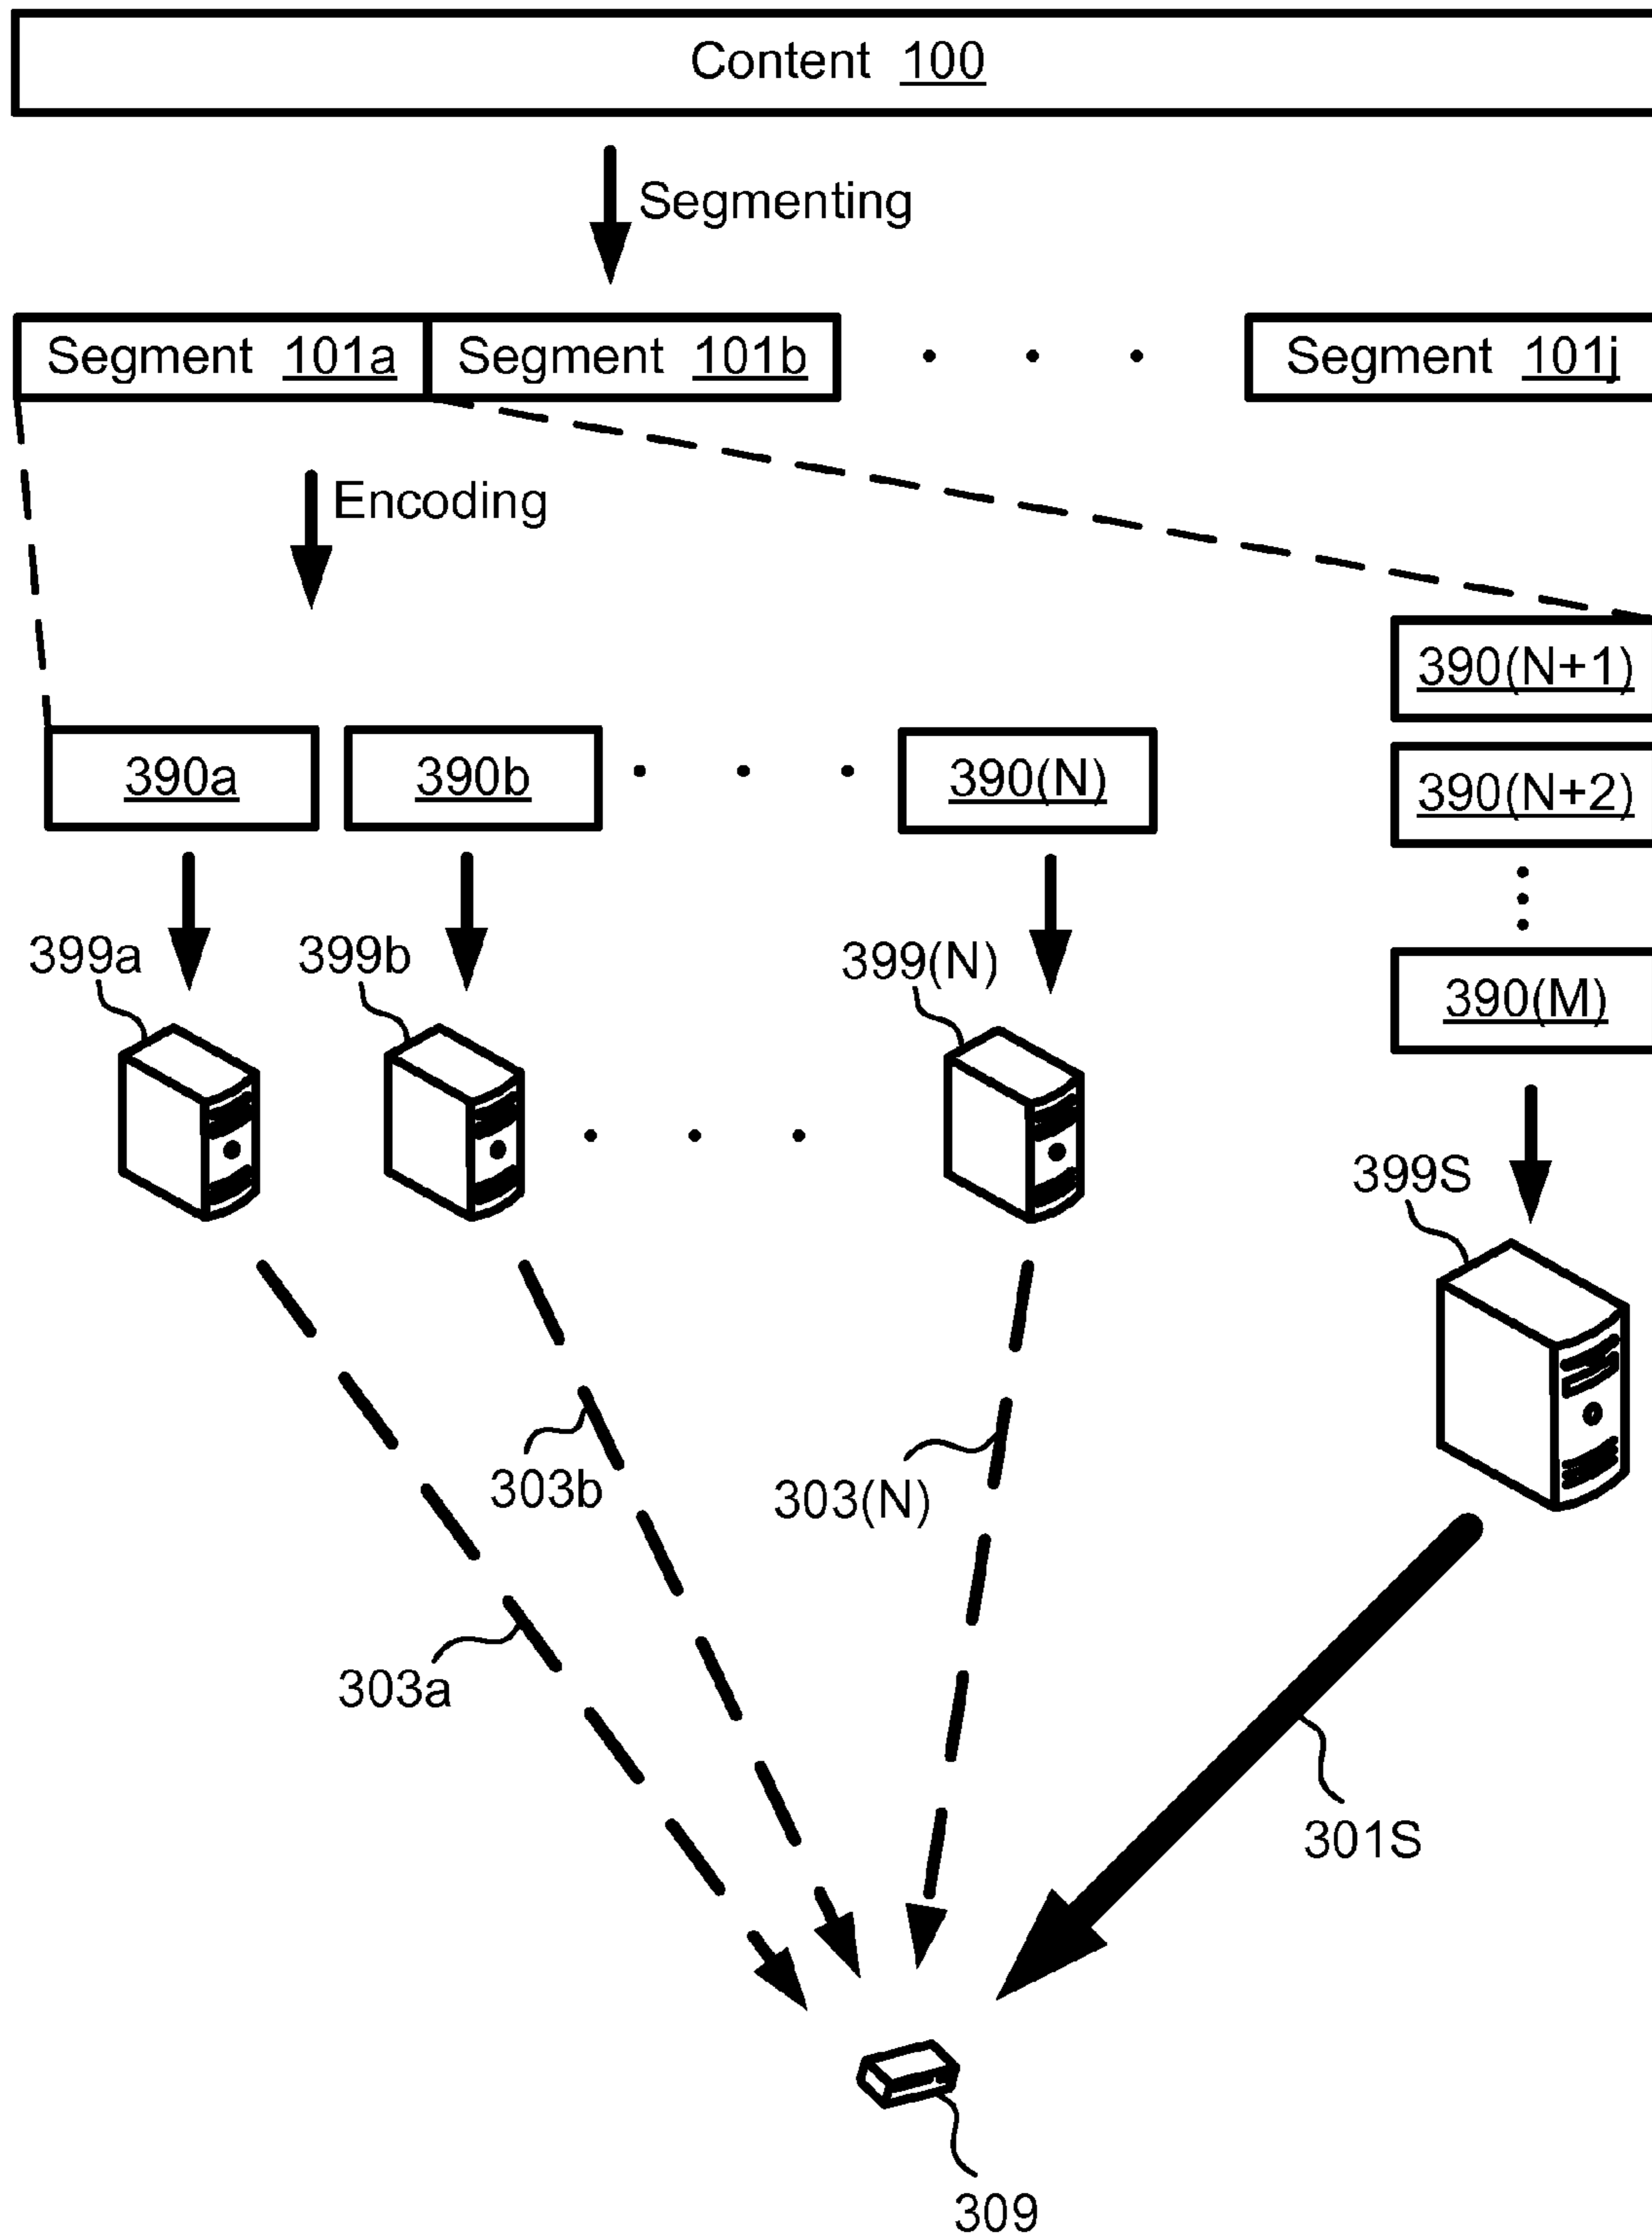 Content 100
Segmenting
Segment 101a
Segment 101b
Segment 101j
Encoding
390(N+1)
390a
390b
390(N)
390(N+2)
399a
399b
399(N)
390(M)
399S
303b
303(N)
303a
301S
309